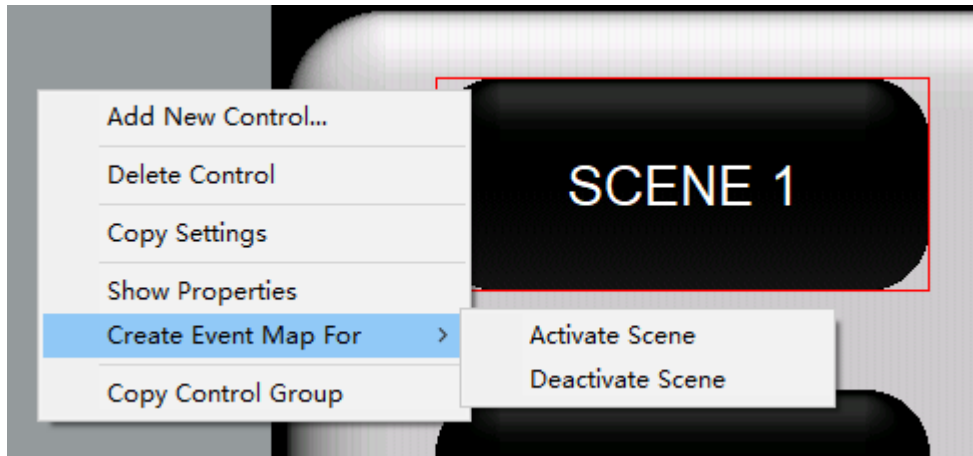 Add New Control...
Delete Control
Copy Settings
Show Properties
Create Event Map For >
Copy Control Group
Activate Scene
Deactivate Scene
SCENE 1